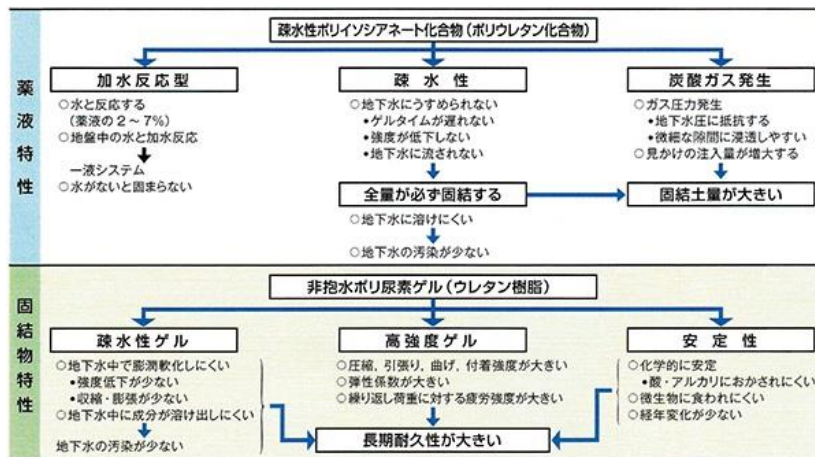 薬液特性
疎水性ポリイソシアネート化合物(ポリウレタン化合物)
加水反応型
○水と反応する
(薬液の2～7%)
○地盤中の水と加水反応
一液システム
○水がないと固まらない
疎水性
○地下水にうすめられない
•ゲルタイムが遅れない
•強度が低下しない
•地下水に流されない
全量が必ず固結する
○地下水に溶けにくい
○地下水の汚染が少ない
炭酸ガス発生
○ガス圧力発生
•地下水圧に抵抗する
•微細な隙間に浸透しやすい
○見かけの注入量が増大する
固結土量が大きい
固結物特性
非抱水ポリ尿素ゲル(ウレタン樹脂)
疎水性ゲル
○地下水中で膨潤軟化しにくい
•強度低下が少ない
•収縮・膨張が少ない
○地下水中に成分が溶け出しにくい
地下水の汚染が少ない
高強度ゲル
○圧縮, 引張り, 曲げ, 付着強度が大きい
○弾性係数が大きい
○繰り返し荷重に対する疲労強度が大きい
長期耐久性が大きい
安定性
○化学的に安定
•酸・アルカリにおかされにくい
○微生物に食われにくい
○経年変化が少ない